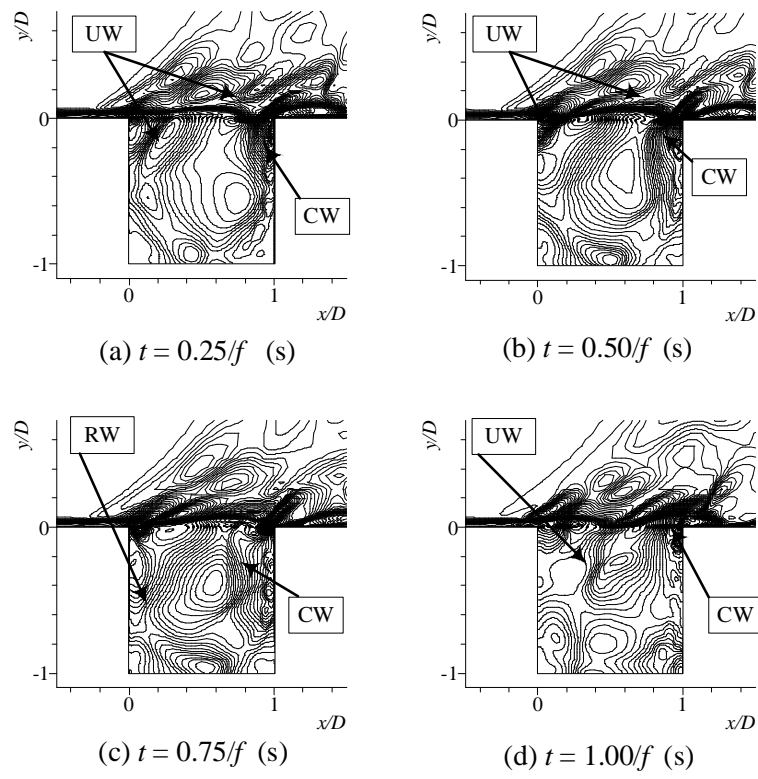 y/D
UW
0
CW
-1
0
1
x/D
(a) t = 0.25/f (s)
y/D
UW
0
CW
-1
0
1
x/D
(b) t = 0.50/f (s)
y/D
RW
0
CW
-1
0
1
x/D
(c) t = 0.75/f (s)
y/D
UW
0
CW
-1
0
1
x/D
(d) t = 1.00/f (s)